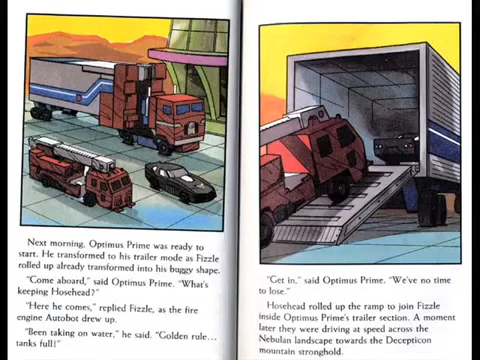 Next morning, Optimus Prime was ready to
start. He transformed to his trailer mode as Fizzle
rolled up already transformed into his buggy shape.
"Come aboard," said Optimus Prime. "What's
keeping Hosehead?"
"Here he comes," replied Fizzle, as the fire
engine Autobot drew up.
"Been taking on water," he said. "Golden rule...
tanks full!"
"Get in," said Optimus Prime. "We've no time
to lose."
Hosehead rolled up the ramp to join Fizzle
inside Optimus Prime's trailer section. A moment
later they were driving at speed across the
Nebulan landscape towards the Decepticon
mountain stronghold.